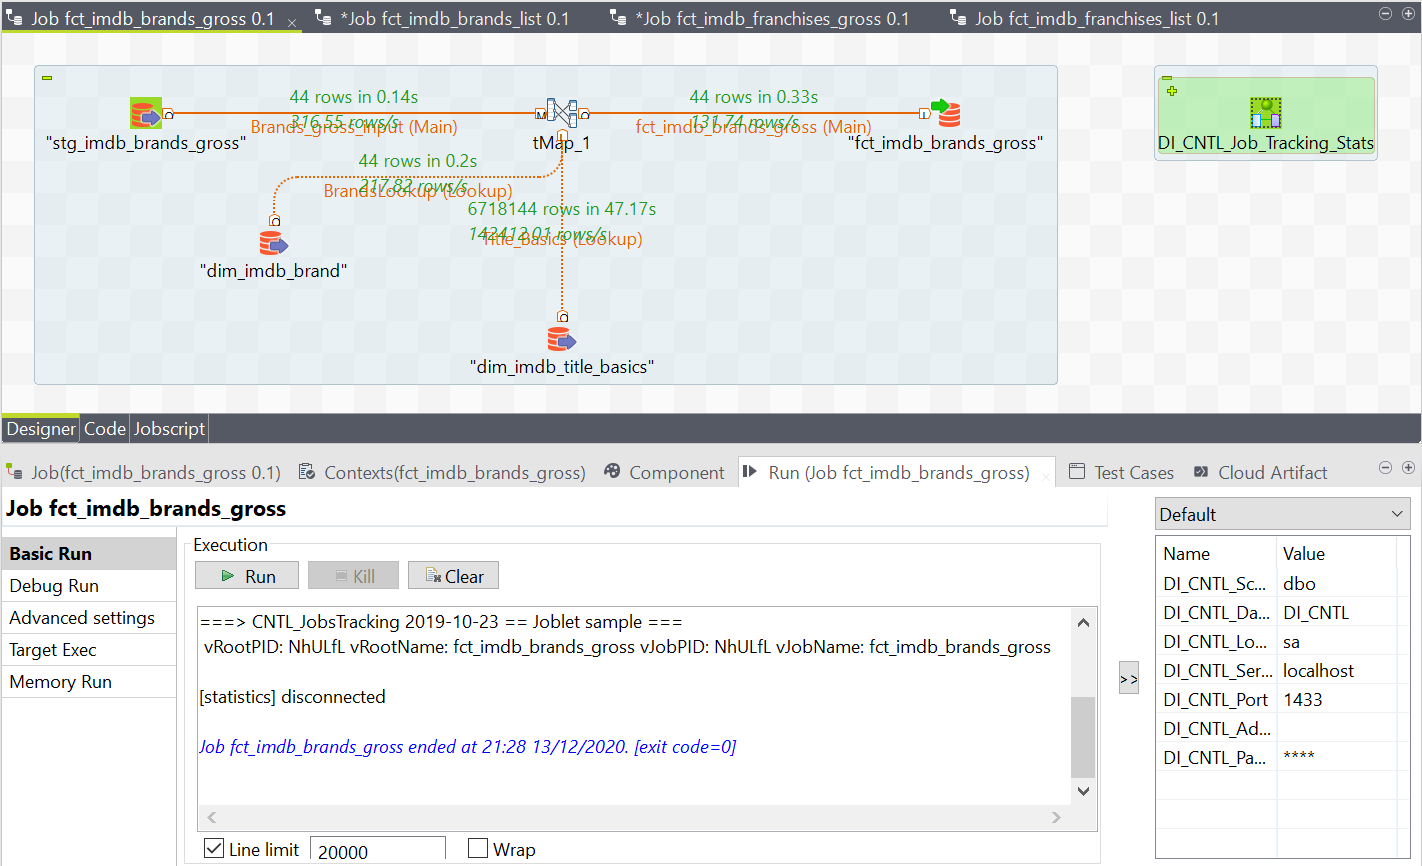 Job fct_imdb_brands_gross 0.1
*Job fct_imdb_brands_list 0.1
*Job fct_imdb_franchises_gross 0.1
Job fct_imdb_franchises_list 0.1
44 rows in 0.14s
316.55 rows/s
Brands_gross_input (Main)
44 rows in 0.33s
131.74 rows/s
fct_imdb_brands_gross (Main)
"stg_imdb_brands_gross"
tMap_1
"fct_imdb_brands_gross"
DI_CNTL_Job_Tracking_Stats
44 rows in 0.2s
217.82 rows/s
BrandsLookup (Lookup)
6718144 rows in 47.17s
142412.01 rows/s
Title_Basics (Lookup)
"dim_imdb_brand"
"dim_imdb_title_basics"
Designer Code Jobscript
Job(fct_imdb_brands_gross 0.1) Contexts(fct_imdb_brands_gross) Component Run (Job fct_imdb_brands_gross) Test Cases Cloud Artifact
Job fct_imdb_brands_gross
Basic Run
Debug Run
Advanced settings
Target Exec
Memory Run
Execution
Run Kill Clear
===> CNTL_JobsTracking 2019-10-23 == Joblet sample ===
vRootPID: NhULfL vRootName: fct_imdb_brands_gross vJobPID: NhULfL vJobName: fct_imdb_brands_gross
[statistics] disconnected
Job fct_imdb_brands_gross ended at 21:28 13/12/2020. [exit code=0]
Line limit 20000 Wrap
>>
Default
Name Value
DI_CNTL_Sc... dbo
DI_CNTL_Da... DI_CNTL
DI_CNTL_Lo... sa
DI_CNTL_Ser... localhost
DI_CNTL_Port 1433
DI_CNTL_Ad...
DI_CNTL_Pa... ****